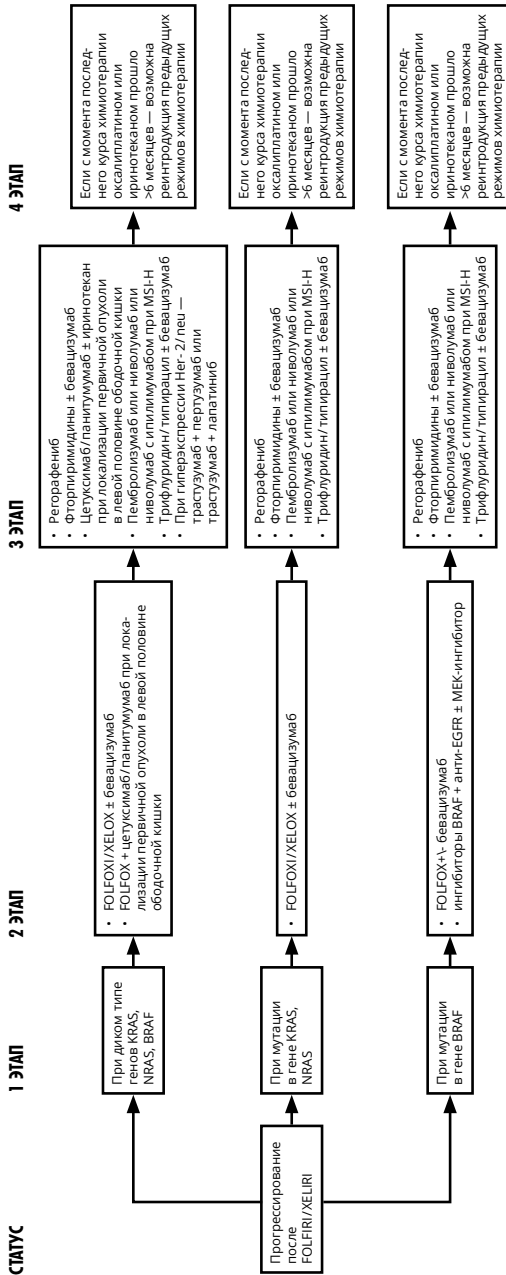 СТАТУС
1 ЭТАП
2 ЭТАП
3 ЭТАП
4 ЭТАП
Прогрессирование
после
FOLFIRI/XELIRI
При диком типе
генов KRAS,
NRAS, BRAF
• FOLFOXI/XELOX ± бевацизумаб
• FOLFOX + цетуксимаб/панитумумаб при лока-
лизации первичной опухоли в левой половине
ободочной кишки
• Регорафениб
• Фторпиримидины ± бевацизумаб
• Цетуксимаб/панитумумаб ± иринотекан
при локализации первичной опухоли
в левой половине ободочной кишки
• Пембролизумаб или ниволумаб или
ниволумаб с ипилимумабом при MSI-H
• Трифлуридин/типирацил ± бевацизумаб
• При гиперэкспрессии Her- 2/neu —
трастузумаб + пертузумаб или
трастузумаб + лапатиниб
Если с момента послед-
него курса химиотерапии
оксалиплатином или
иринотеканом прошло
>6 месяцев — возможна
реинтродукция предыдущих
режимов химиотерапии
При мутации
в гене KRAS,
NRAS
• FOLFOXI/XELOX ± бевацизумаб
• Регорафениб
• Фторпиримидины ± бевацизумаб
• Пембролизумаб или ниволумаб или
ниволумаб с ипилимумабом при MSI-H
• Трифлуридин/типирацил ± бевацизумаб
Если с момента послед-
него курса химиотерапии
оксалиплатином или
иринотеканом прошло
>6 месяцев — возможна
реинтродукция предыдущих
режимов химиотерапии
При мутации
в гене BRAF
• FOLFOX+\- бевацизумаб
• ингибиторы BRAF + анти-EGFR ± МЕК-ингибитор
• Регорафениб
• Фторпиримидины ± бевацизумаб
• Пембролизумаб или ниволумаб или
ниволумаб с ипилимумабом при MSI-H
• Трифлуридин/типирацил ± бевацизумаб
Если с момента послед-
него курса химиотерапии
оксалиплатином или
иринотеканом прошло
>6 месяцев — возможна
реинтродукция предыдущих
режимов химиотерапии